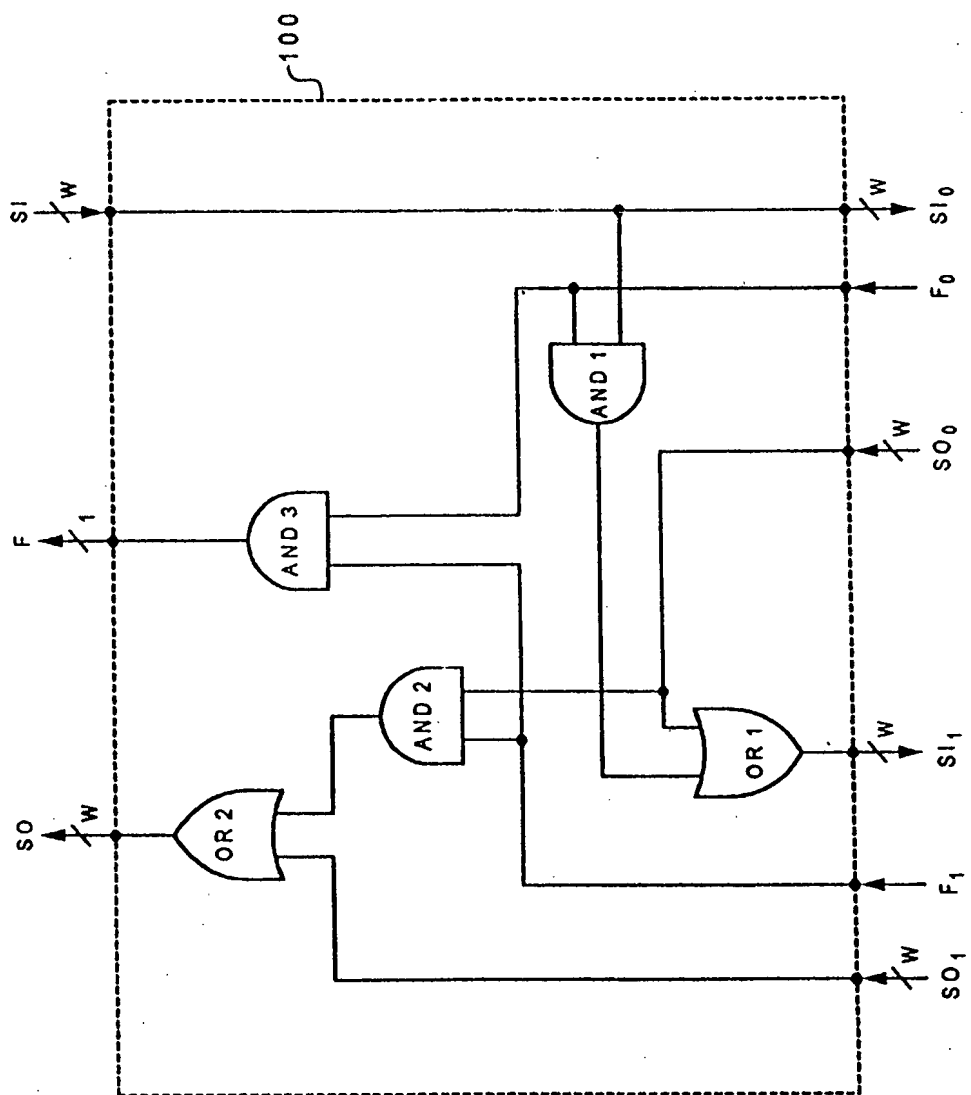 100
SI
W
F
1
SO
W
AND 3
AND 2
OR 2
AND 1
OR 1
SI₀
W
F₀
SO₀
W
SI₁
W
F₁
SO₁
W